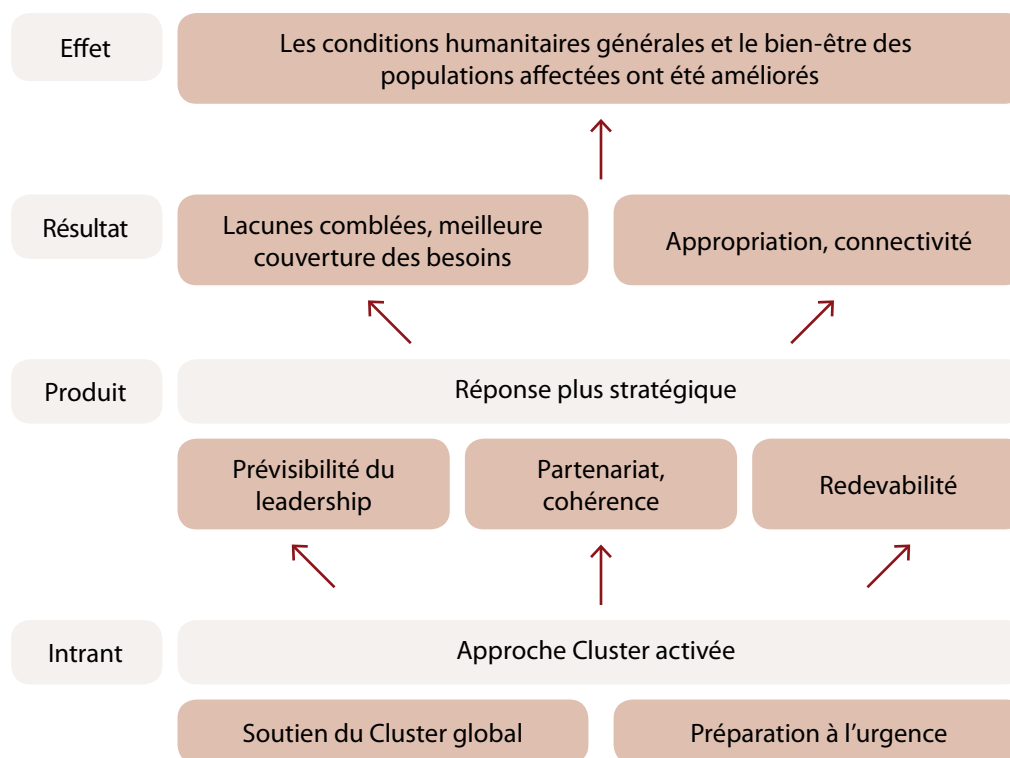 Effet
Les conditions humanitaires générales et le bien-être des
populations affectées ont été améliorés
Résultat
Lacunes comblées, meilleure
couverture des besoins
Appropriation, connectivité
Produit
Réponse plus stratégique
Prévisibilité du
leadership
Partenariat,
cohérence
Redevabilité
Intrant
Approche Cluster activée
Soutien du Cluster global
Préparation à l’urgence